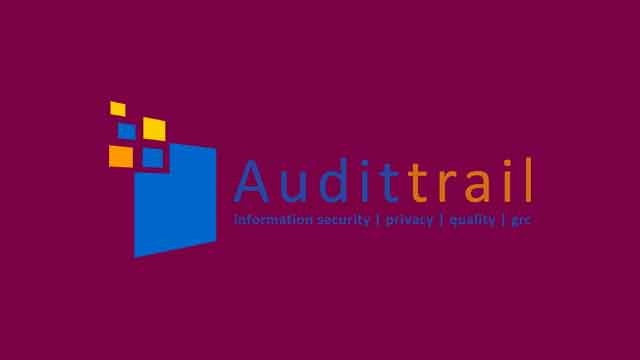 Audittrail
information security | privacy | quality | grc